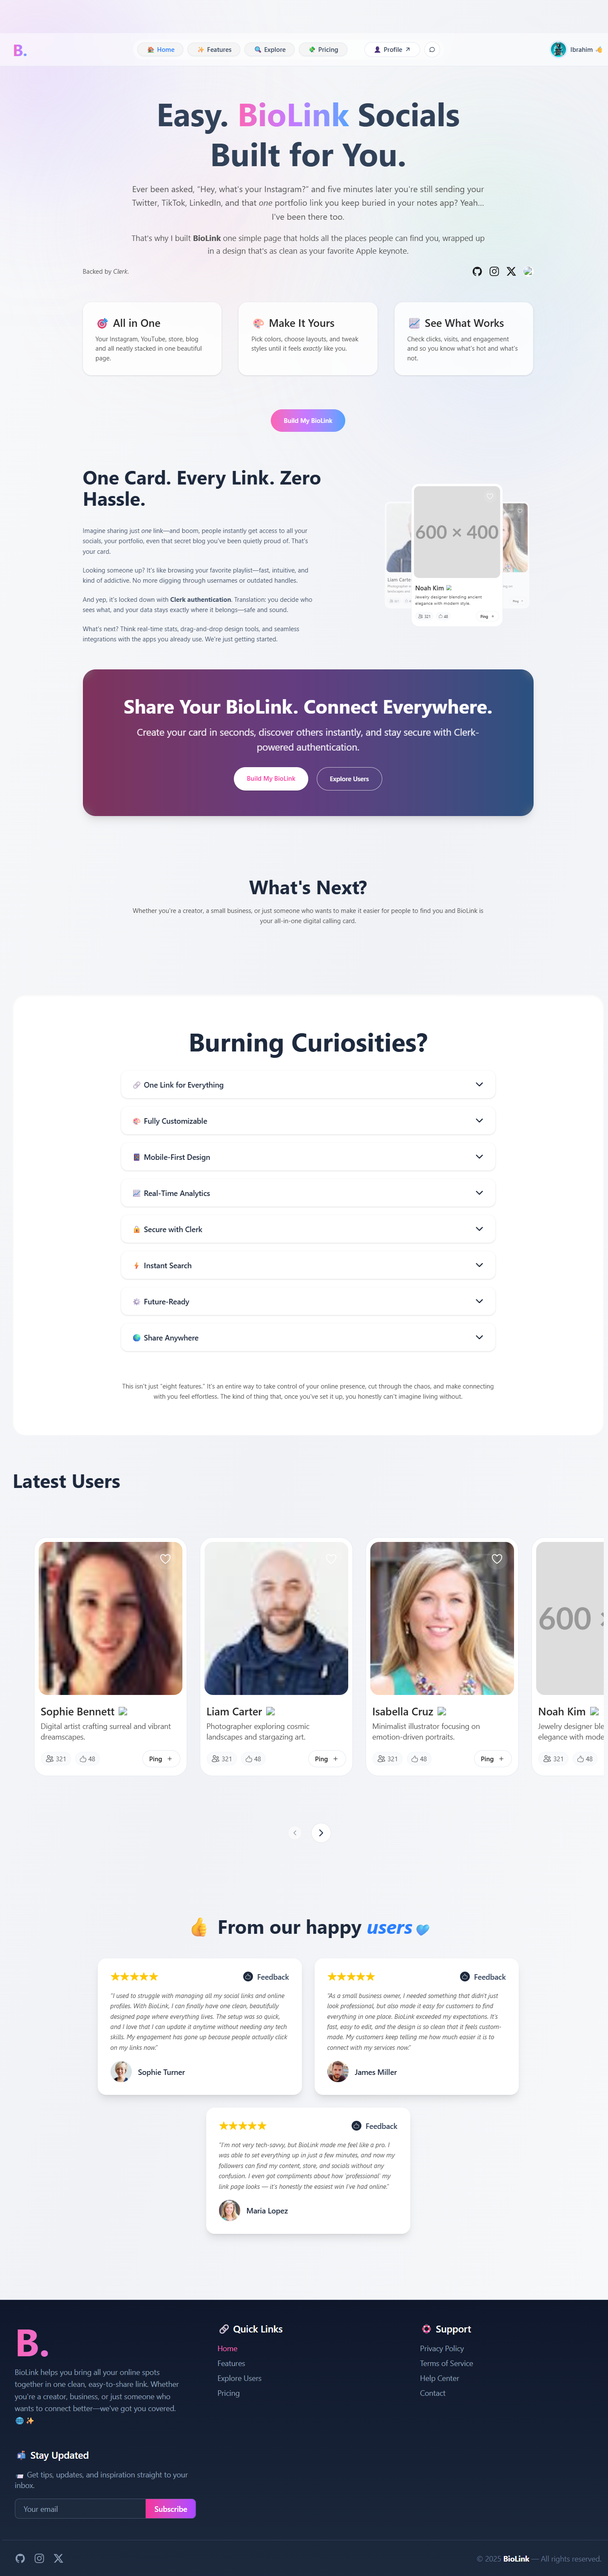 B.
Home
Features
Explore
Pricing
Profile
Ibrahim
Easy. BioLink Socials
Built for You.
Ever been asked, “Hey, what's your Instagram?” and five minutes later you're still sending your
Twitter, TikTok, LinkedIn, and that one portfolio link you keep buried in your notes app? Yeah...
I've been there too.
That's why I built BioLink one simple page that holds all the places people can find you, wrapped up
in a design that's as clean as your favorite Apple keynote.
Backed by Clerk.
All in One
Your Instagram, YouTube, store, blog
and all neatly stacked in one beautiful
page.
Make It Yours
Pick colors, choose layouts, and tweak
styles until it feels exactly like you.
See What Works
Check clicks, visits, and engagement
and so you know what's hot and what's
not.
Build My BioLink
One Card. Every Link. Zero
Hassle.
Imagine sharing just one link—and boom, people instantly get access to all your
socials, your portfolio, even that secret blog you've been quietly proud of. That's
your card.
Looking someone up? It's like browsing your favorite playlist—fast, intuitive, and
kind of addictive. No more digging through usernames or outdated handles.
And yep, it's locked down with Clerk authentication. Translation: you decide who
sees what, and your data stays exactly where it belongs—safe and sound.
What's next? Think real-time stats, drag-and-drop design tools, and seamless
integrations with the apps you already use. We're just getting started.
600 × 400
Liam Carte
Noah Kim
Jewelry designer blending ancient
elegance with modern style.
321
48
Ping +
Ping +
Share Your BioLink. Connect Everywhere.
Create your card in seconds, discover others instantly, and stay secure with Clerk-
powered authentication.
Build My BioLink
Explore Users
What's Next?
Whether you're a creator, a small business, or just someone who wants to make it easier for people to find you and BioLink is
your all-in-one digital calling card.
Burning Curiosities?
One Link for Everything
Fully Customizable
Mobile-First Design
Real-Time Analytics
Secure with Clerk
Instant Search
Future-Ready
Share Anywhere
This isn't just “eight features.” It's an entire way to take control of your online presence, cut through the chaos, and make connecting
with you feel effortless. The kind of thing that, once you've set it up, you honestly can't imagine living without.
Latest Users
Sophie Bennett
Digital artist crafting surreal and vibrant
dreamscapes.
321
48
Ping +
Liam Carter
Photographer exploring cosmic
landscapes and stargazing art.
321
48
Ping +
Isabella Cruz
Minimalist illustrator focusing on
emotion-driven portraits.
321
48
Ping +
600 ×
Noah Kim
Jewelry designer ble
elegance with mode
321
48
From our happy users
Feedback
"I used to struggle with managing all my social links and online
profiles. With BioLink, I can finally have one clean, beautifully
designed page where everything lives. The setup was so quick,
and I love that I can update it anytime without needing any tech
skills. My engagement has gone up because people actually click
on my links now."
Sophie Turner
Feedback
"As a small business owner, I needed something that didn't just
look professional, but also made it easy for customers to find
everything in one place. BioLink exceeded my expectations. It's
fast, easy to edit, and the design is so clean that it feels custom-
made. My customers keep telling me how much easier it is to
connect with my services now."
James Miller
Feedback
"I'm not very tech-savvy, but BioLink made me feel like a pro. I
was able to set everything up in just a few minutes, and now my
followers can find my content, store, and socials without any
confusion. I even got compliments about how 'professional' my
link page looks — it's honestly the easiest win I've had online."
Maria Lopez
B.
BioLink helps you bring all your online spots
together in one clean, easy-to-share link. Whether
you're a creator, business, or just someone who
wants to connect better—we've got you covered.
Quick Links
Home
Features
Explore Users
Pricing
Support
Privacy Policy
Terms of Service
Help Center
Contact
Stay Updated
Get tips, updates, and inspiration straight to your
inbox.
Your email
Subscribe
© 2025 BioLink — All rights reserved.